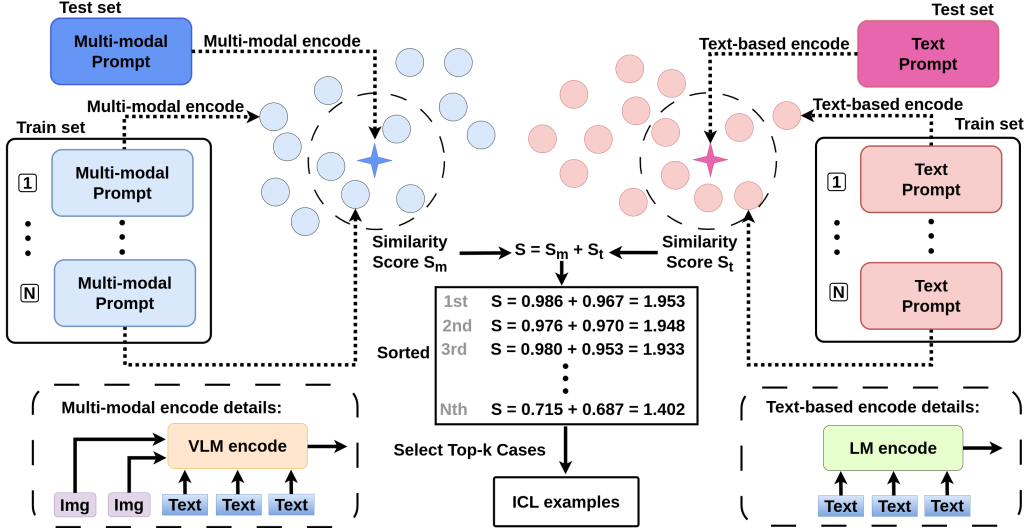 Test set
Multi-modal
Prompt
Multi-modal encode
Multi-modal encode
Train set
1
Multi-modal
Prompt
N
Multi-modal
Prompt
Test set
Text
Prompt
Text-based encode
Text-based encode
Train set
1
Text
Prompt
N
Text
Prompt
Similarity
Score Sm
S = Sm + St
Similarity
Score St
Sorted
1st S = 0.986 + 0.967 = 1.953
2nd S = 0.976 + 0.970 = 1.948
3rd S = 0.980 + 0.953 = 1.933
Nth S = 0.715 + 0.687 = 1.402
Select Top-k Cases
ICL examples
Multi-modal encode details:
VLM encode
Img Img Text Text Text
Text-based encode details:
LM encode
Text Text Text